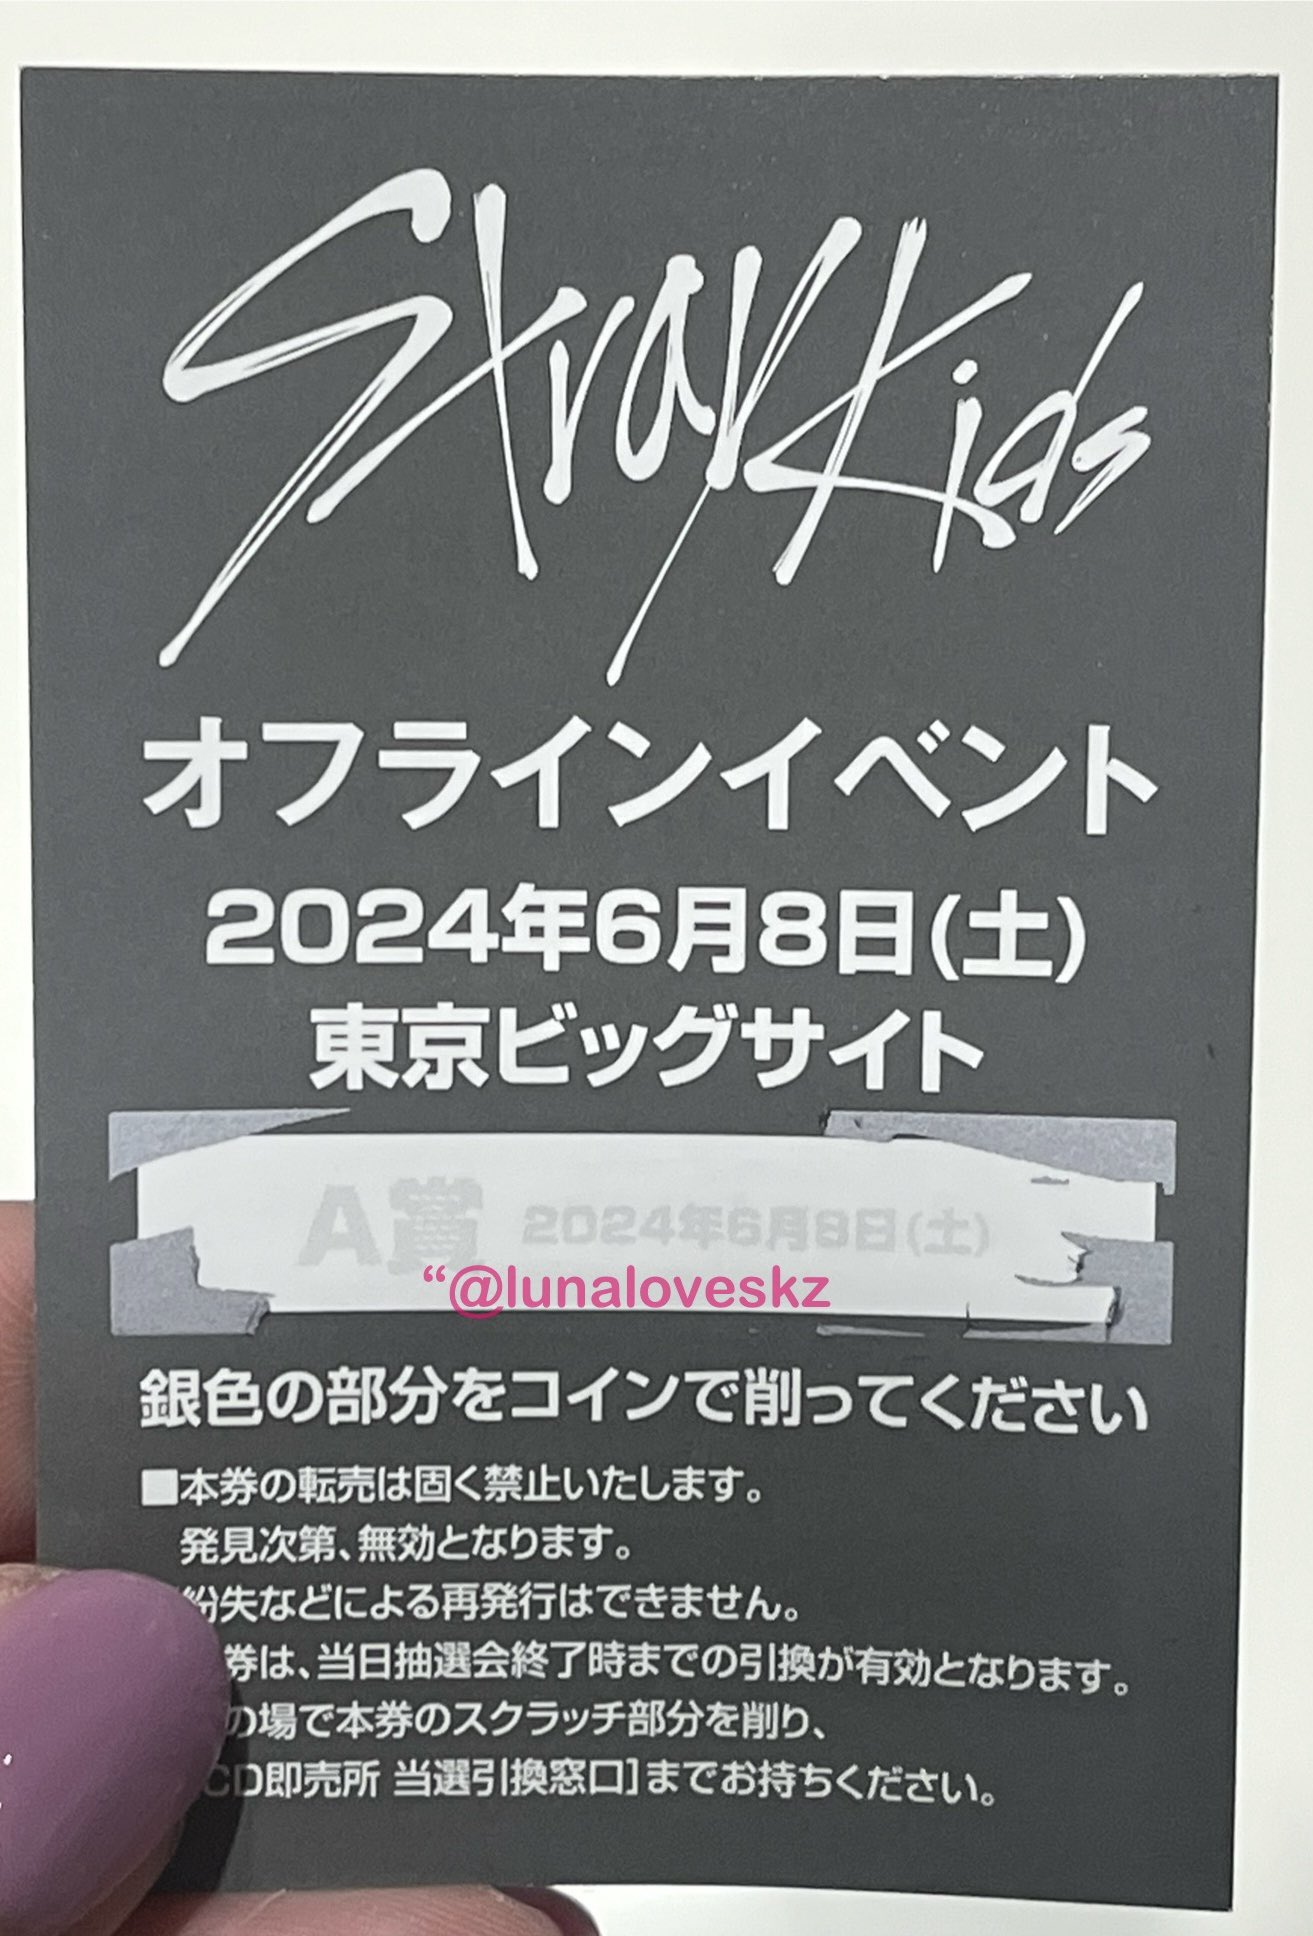 Stray Kids
オフラインイベント
2024年6月8日(土)
東京ビッグサイト
A賞 2024年6月8日(土)
“@lunaloveskz
銀色の部分をコインで削ってください
■本券の転売は固く禁止いたします。
発見次第、無効となります。
紛失などによる再発行はできません。
券は、当日抽選会終了時までの引換が有効となります。
の場で本券のスクラッチ部分を削り、
CD即売所 当選引換窓口]までお持ちください。